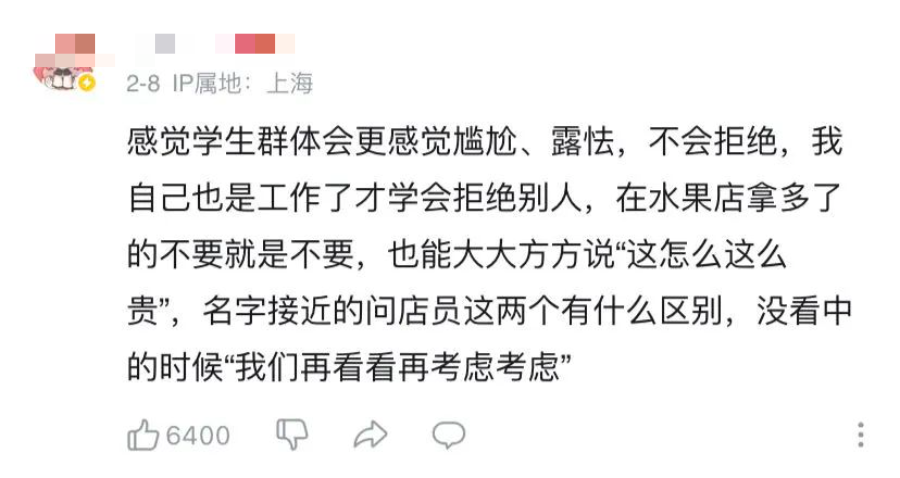 2-8 IP属地：上海
感觉学生群体会更感觉尴尬、露怯，不会拒绝，我
自己也是工作了才学会拒绝别人，在水果店拿多了
的不要就是不要，也能大大方方说“这怎么这么
贵”，名字接近的问店员这两个有什么区别，没看中
的时候“我们再看看再考虑考虑”
6400